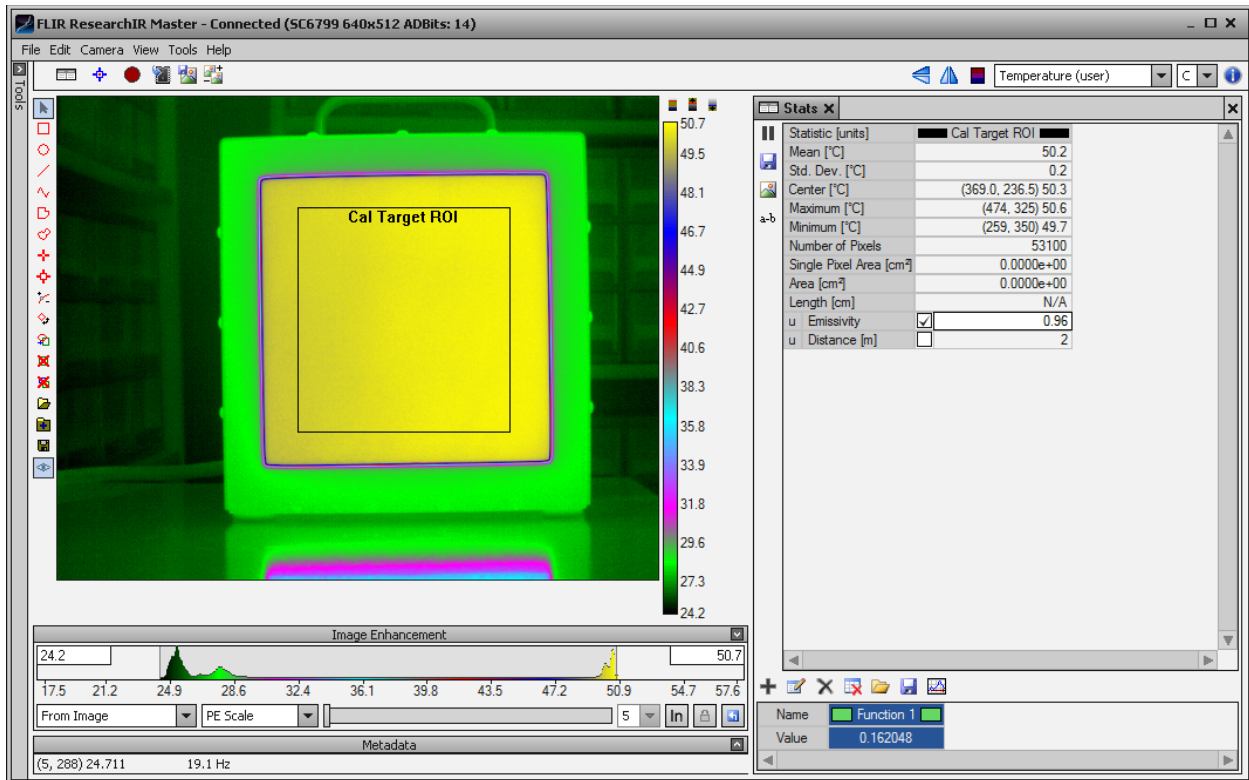 FLIR ResearchIR Master - Connected (SC6799 640x512 ADBits: 14)
File Edit Camera View Tools Help
Tools
Temperature (user)
C
Cal Target ROI
50.7
49.5
48.1
46.7
44.9
42.7
40.6
38.3
35.8
33.9
31.8
29.6
27.3
24.2
Stats
a-b
Statistic [units] Cal Target ROI
Mean [°C] 50.2
Std. Dev. [°C] 0.2
Center [°C] (369.0, 236.5) 50.3
Maximum [°C] (474, 325) 50.6
Minimum [°C] (259, 350) 49.7
Number of Pixels 53100
Single Pixel Area [cm²] 0.0000e+00
Area [cm²] 0.0000e+00
Length [cm] N/A
u Emissivity 0.96
u Distance [m] 2
Image Enhancement
24.2 50.7
17.5 21.2 24.9 28.6 32.4 36.1 39.8 43.5 47.2 50.9 54.7 57.6
From Image PE Scale 5 In
Metadata
(5, 288) 24.711 19.1 Hz
Name Function 1
Value 0.162048